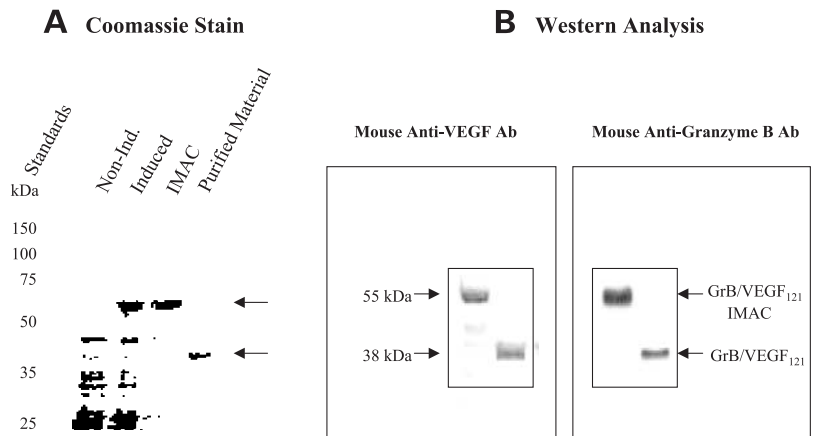 A Coomassie Stain
Standards
Non-Ind.
Induced
IMAC
Purified Material
kDa
150
100
75
50
35
25
B Western Analysis
Mouse Anti-VEGF Ab
Mouse Anti-Granzyme B Ab
55 kDa
38 kDa
GrB/VEGF121
IMAC
GrB/VEGF121